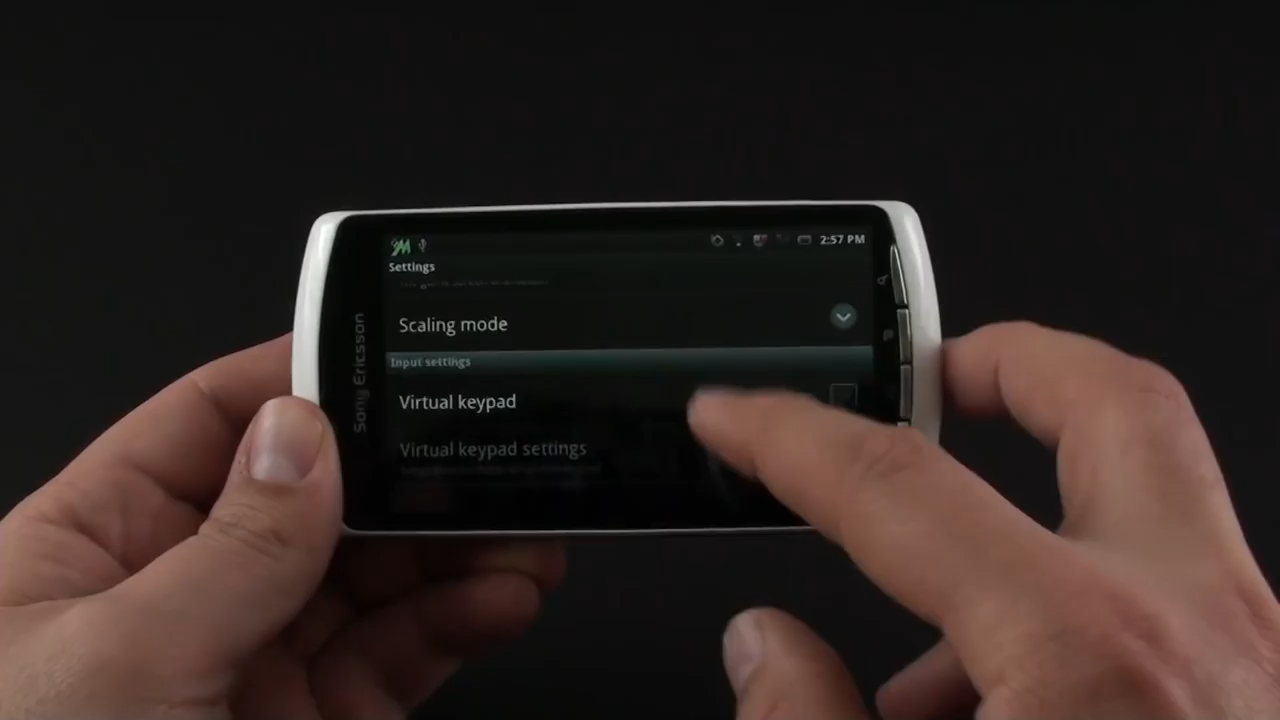 2:57 PM
Settings
Scaling mode
Input settings
Virtual keypad
Virtual keypad settings
Sony Ericsson